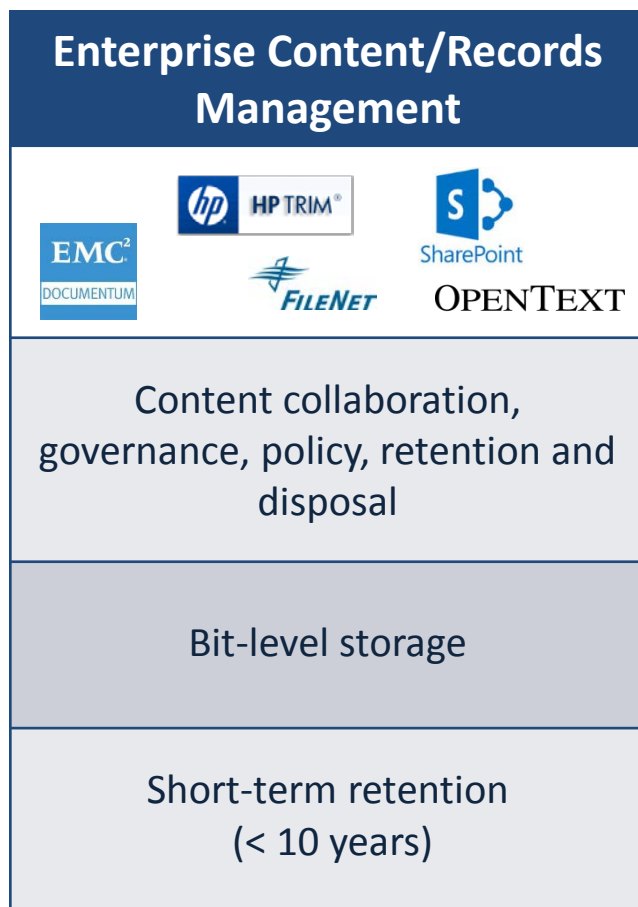 Enterprise Content/Records
Management
hp HP TRIM®
S
SharePoint
EMC²
DOCUMENTUM
FILENET
OPENTEXT
Content collaboration,
governance, policy, retention and
disposal
Bit-level storage
Short-term retention
(< 10 years)